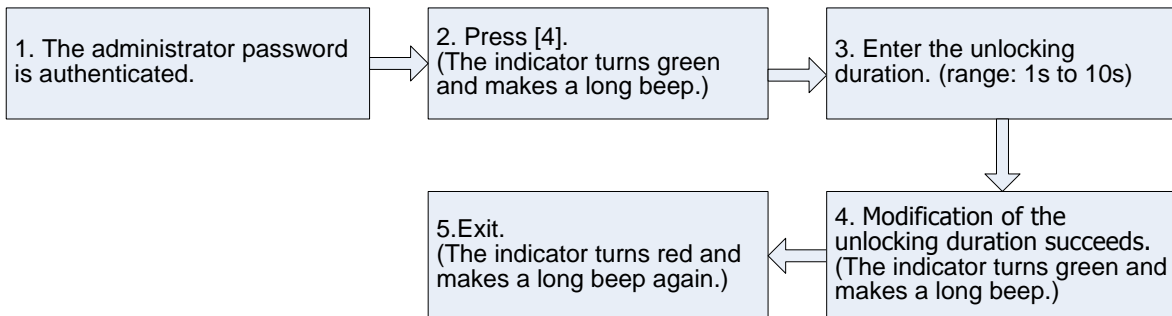 1. The administrator password
is authenticated.
2. Press [4].
(The indicator turns green
and makes a long beep.)
3. Enter the unlocking
duration. (range: 1s to 10s)
4. Modification of the
unlocking duration succeeds.
(The indicator turns green and
makes a long beep.)
5.Exit.
(The indicator turns red and
makes a long beep again.)